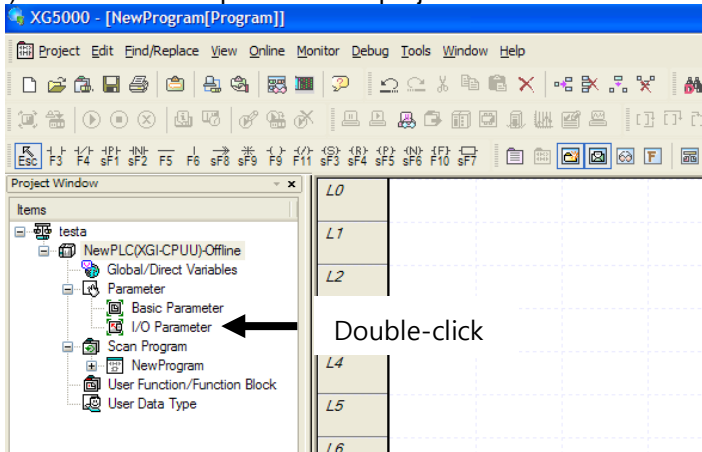 XG5000 - [NewProgram[Program]]
Project Edit Find/Replace View Online Monitor Debug Tools Window Help
Esc F3 F4 sF1 sF2 F5 F6 sF8 sF9 F9 F11 sF3 sF4 sF5 sF6 F10 sF7
Project Window
Items
testa
NewPLC(XGI-CPUU)-Offline
Global/Direct Variables
Parameter
Basic Parameter
I/O Parameter
Scan Program
NewProgram
User Function/Function Block
User Data Type
L0
L1
L2
Double-click
L4
L5
L6